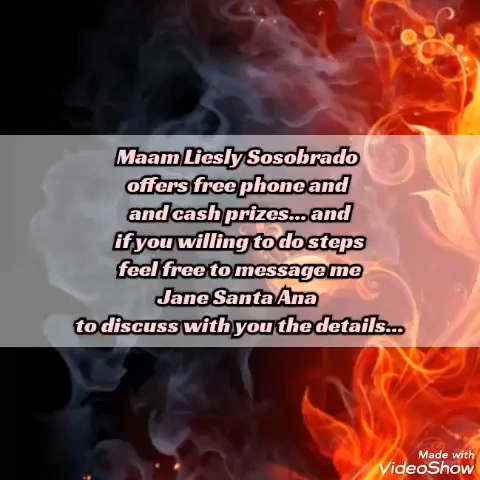 Maam Liesly Sosobrado
offers free phone and
and cash prizes... and
if you willing to do steps
feel free to message me
Jane Santa Ana
to discuss with you the details...
Made with
VideoShow